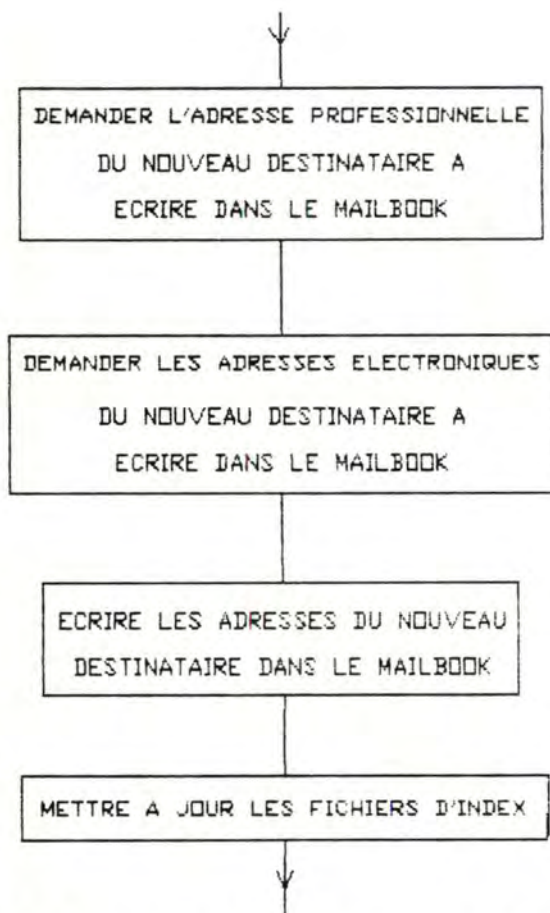 DEMANDER L'ADRESSE PROFESSIONNELLE
DU NOUVEAU DESTINATAIRE A
ECRIRE DANS LE MAILBOOK
DEMANDER LES ADRESSES ELECTRONIQUES
DU NOUVEAU DESTINATAIRE A
ECRIRE DANS LE MAILBOOK
ECRIRE LES ADRESSES DU NOUVEAU
DESTINATAIRE DANS LE MAILBOOK
METTRE A JOUR LES FICHIERS D'INDEX